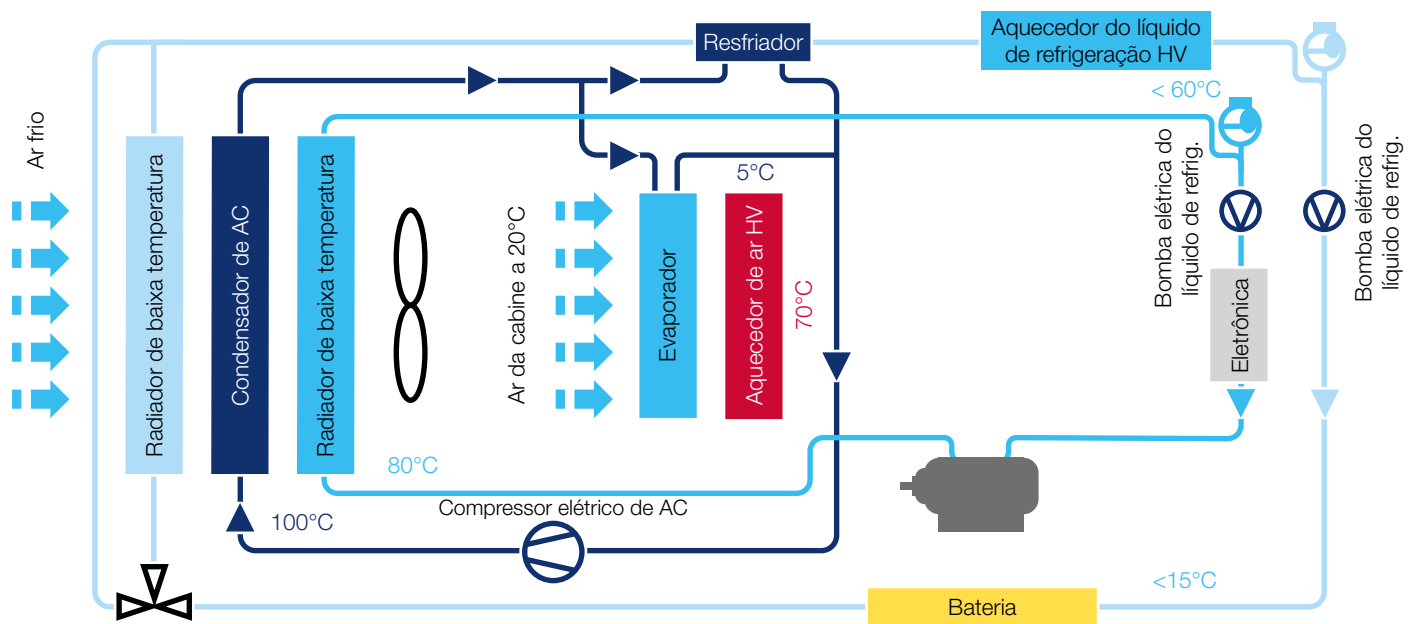 Resfriador
Aquecedor do líquido
de refrigeração HV
< 60°C
Ar frio
Radiador de baixa temperatura
Condensador de AC
Radiador de baixa temperatura
Ar da cabine a 20°C
5°C
Evaporador
Aquecedor de ar HV
70°C
Bomba elétrica do
líquido de refrig.
Eletrônica
Bomba elétrica do
líquido de refrig.
80°C
100°C
Compressor elétrico de AC
<15°C
Bateria